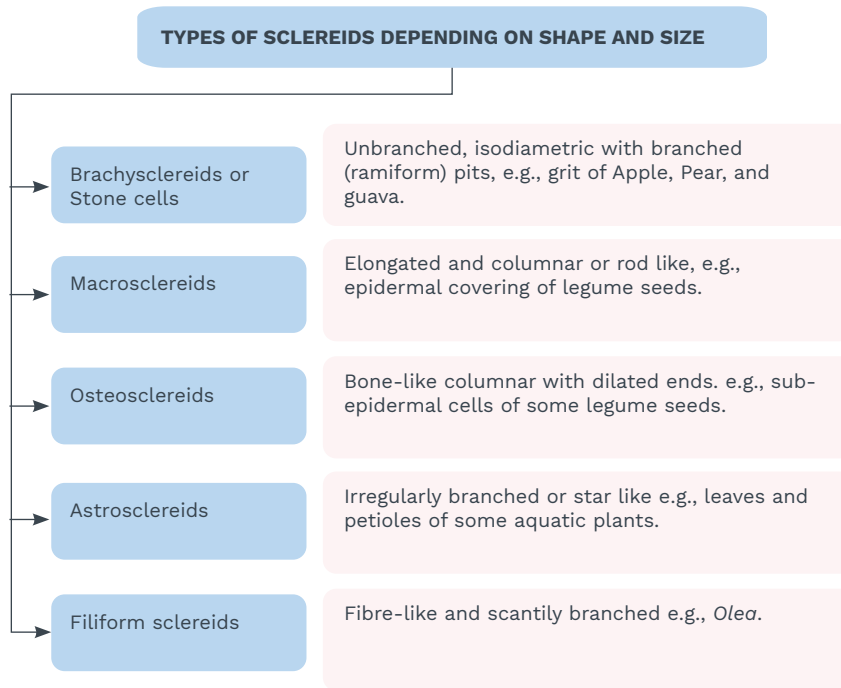 TYPES OF SCLEREIDS DEPENDING ON SHAPE AND SIZE
Brachysclereids or
Stone cells
Unbranched, isodiametric with branched
(ramiform) pits, e.g., grit of Apple, Pear, and
guava.
Macrosclereids
Elongated and columnar or rod like, e.g.,
epidermal covering of legume seeds.
Osteosclereids
Bone-like columnar with dilated ends. e.g., sub-
epidermal cells of some legume seeds.
Astrosclereids
Irregularly branched or star like e.g., leaves and
petioles of some aquatic plants.
Filiform sclereids
Fibre-like and scantily branched e.g., Olea.